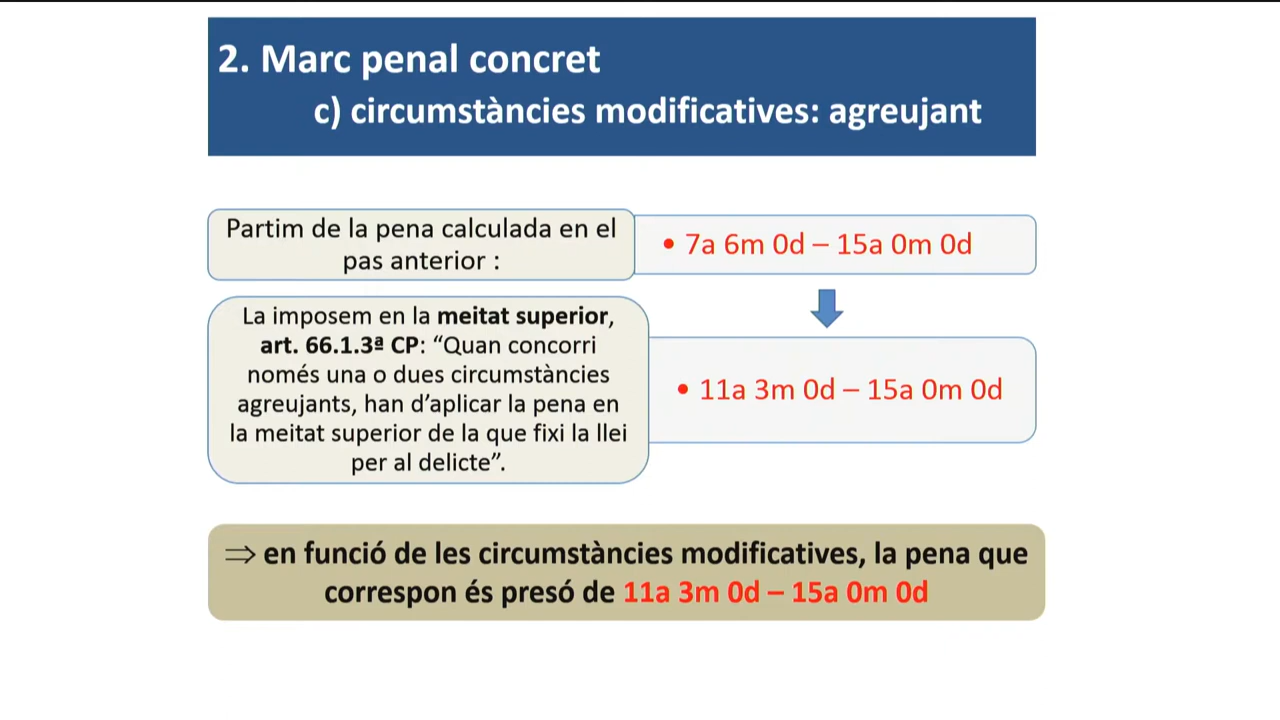 2. Marc penal concret
c) circumstàncies modificatives: agreujant
Partim de la pena calculada en el
pas anterior :
• 7a 6m 0d – 15a 0m 0d
La imposem en la meitat superior,
art. 66.1.3ª CP: “Quan concorri
només una o dues circumstàncies
agreujants, han d’aplicar la pena en
la meitat superior de la que fixi la llei
per al delicte”.
• 11a 3m 0d – 15a 0m 0d
⇒ en funció de les circumstàncies modificatives, la pena que
correspon és presó de 11a 3m 0d – 15a 0m 0d